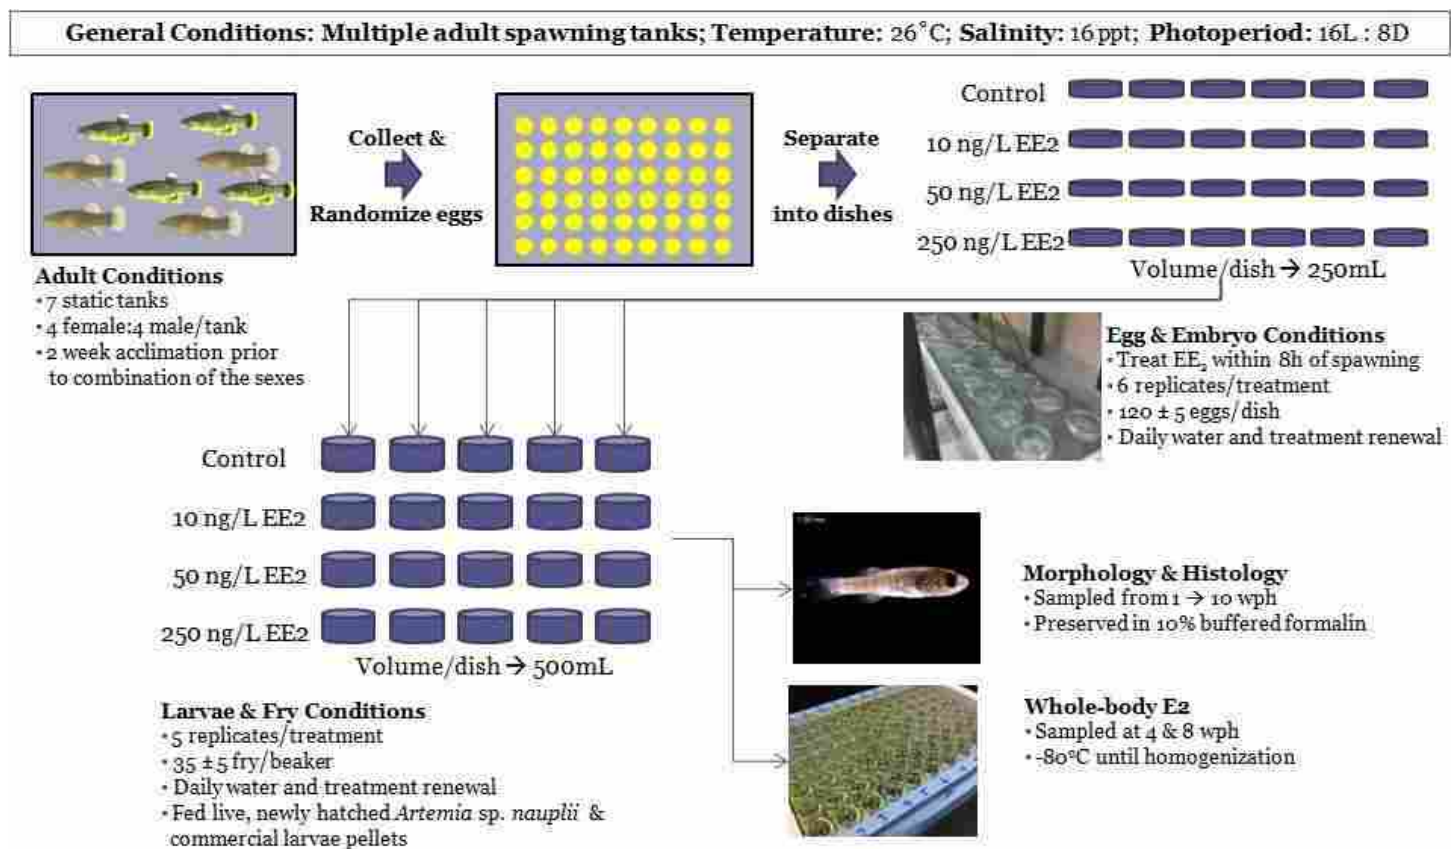 General Conditions: Multiple adult spawning tanks; Temperature: 26˚C; Salinity: 16ppt; Photoperiod: 16L : 8D
Collect &
Randomize eggs
Separate
into dishes
Control
10 ng/L EE2
50 ng/L EE2
250 ng/L EE2
Volume/dish → 250mL
Adult Conditions
• 7 static tanks
• 4 female:4 male/tank
• 2 week acclimation prior
to combination of the sexes
Egg & Embryo Conditions
• Treat EE₂ within 8h of spawning
• 6 replicates/treatment
• 120 ± 5 eggs/dish
• Daily water and treatment renewal
Control
10 ng/L EE2
50 ng/L EE2
250 ng/L EE2
Volume/dish → 500mL
Larvae & Fry Conditions
• 5 replicates/treatment
• 35 ± 5 fry/beaker
• Daily water and treatment renewal
• Fed live, newly hatched Artemia sp. nauplii &
commercial larvae pellets
Morphology & Histology
• Sampled from 1 → 10 wph
• Preserved in 10% buffered formalin
Whole-body E2
• Sampled at 4 & 8 wph
• -80°C until homogenization